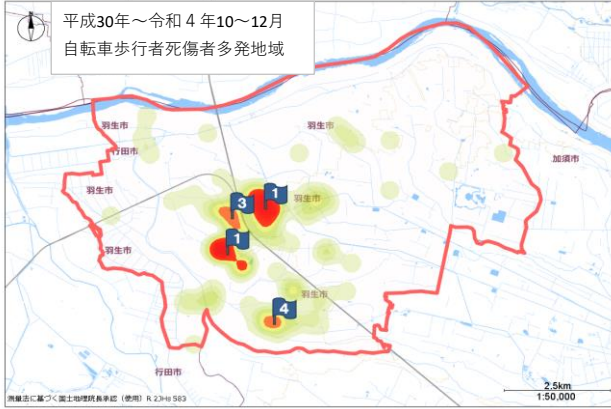 平成30年～令和４年10～12月
自転車歩行者死傷者多発地域
羽生市
羽生市
行田市
加須市
羽生市
羽生市
3
1
羽生市
1
羽生市
4
行田市
2.5km
1:50,000
測量法に基づく国土地理院長承認（使用）R 2JHs 583